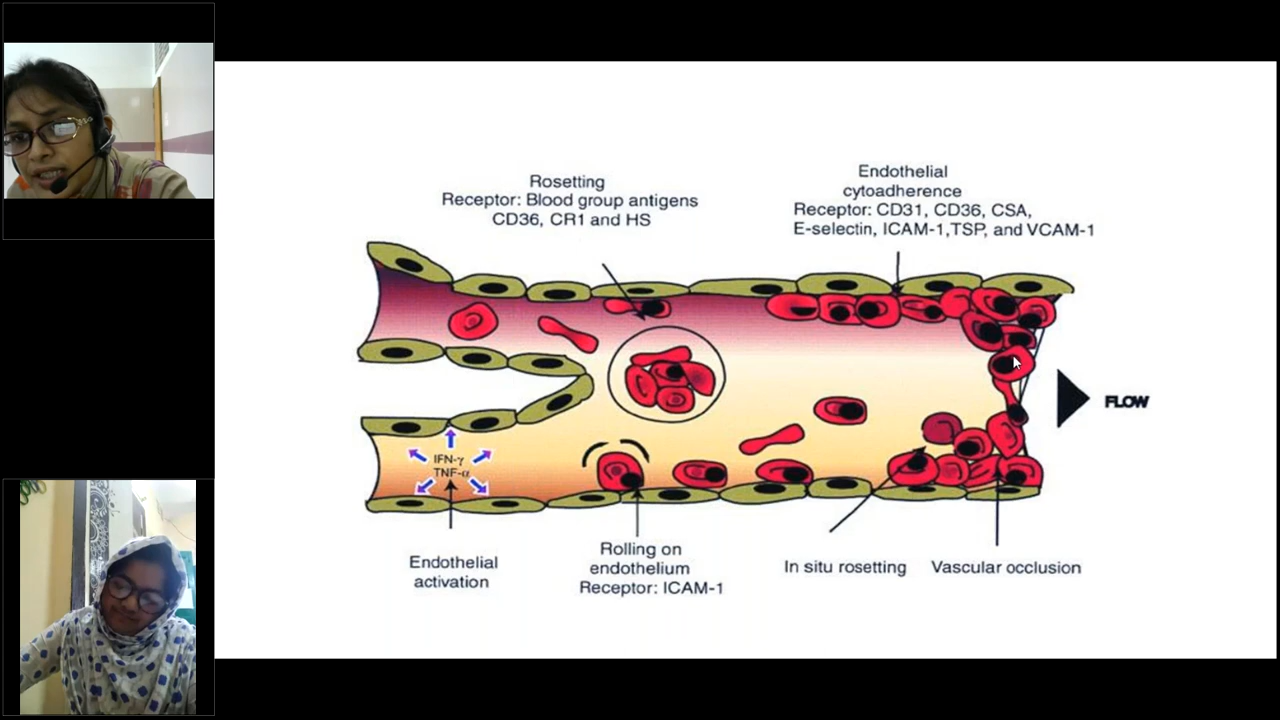 Rosetting
Receptor: Blood group antigens
CD36, CR1 and HS
Endothelial
cytoadherence
Receptor: CD31, CD36, CSA,
E-selectin, ICAM-1,TSP, and VCAM-1
FLOW
IFN-γ
TNF-α
Endothelial
activation
Rolling on
endothelium
Receptor: ICAM-1
In situ rosetting
Vascular occlusion